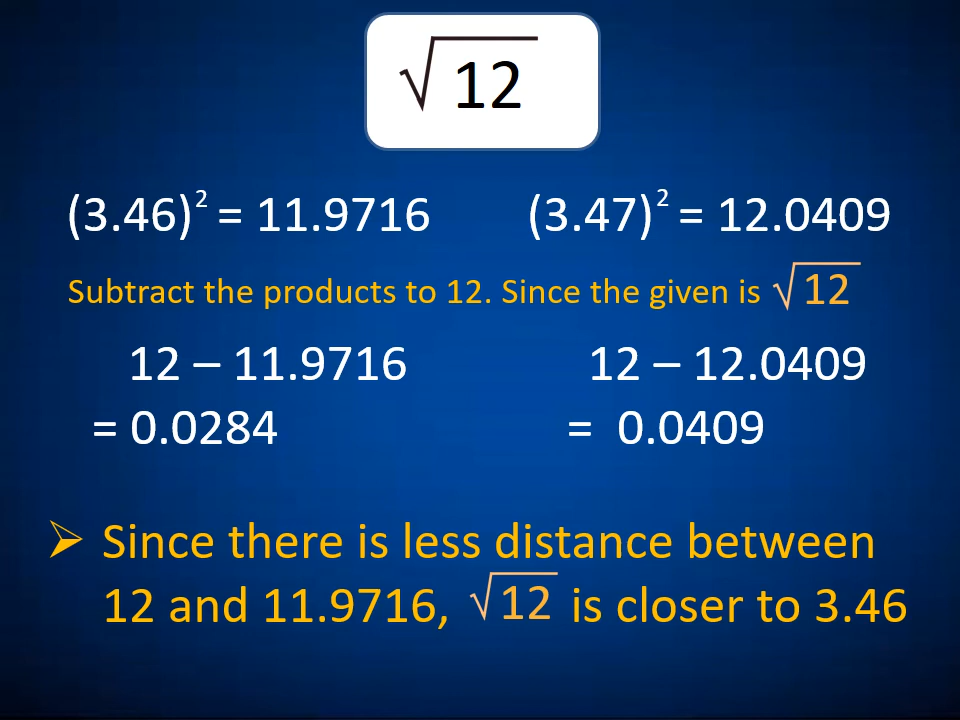 √12
(3.46)² = 11.9716 (3.47)² = 12.0409
Subtract the products to 12. Since the given is √12
12 – 11.9716 12 – 12.0409
= 0.0284 = 0.0409
➢ Since there is less distance between
12 and 11.9716, √12 is closer to 3.46